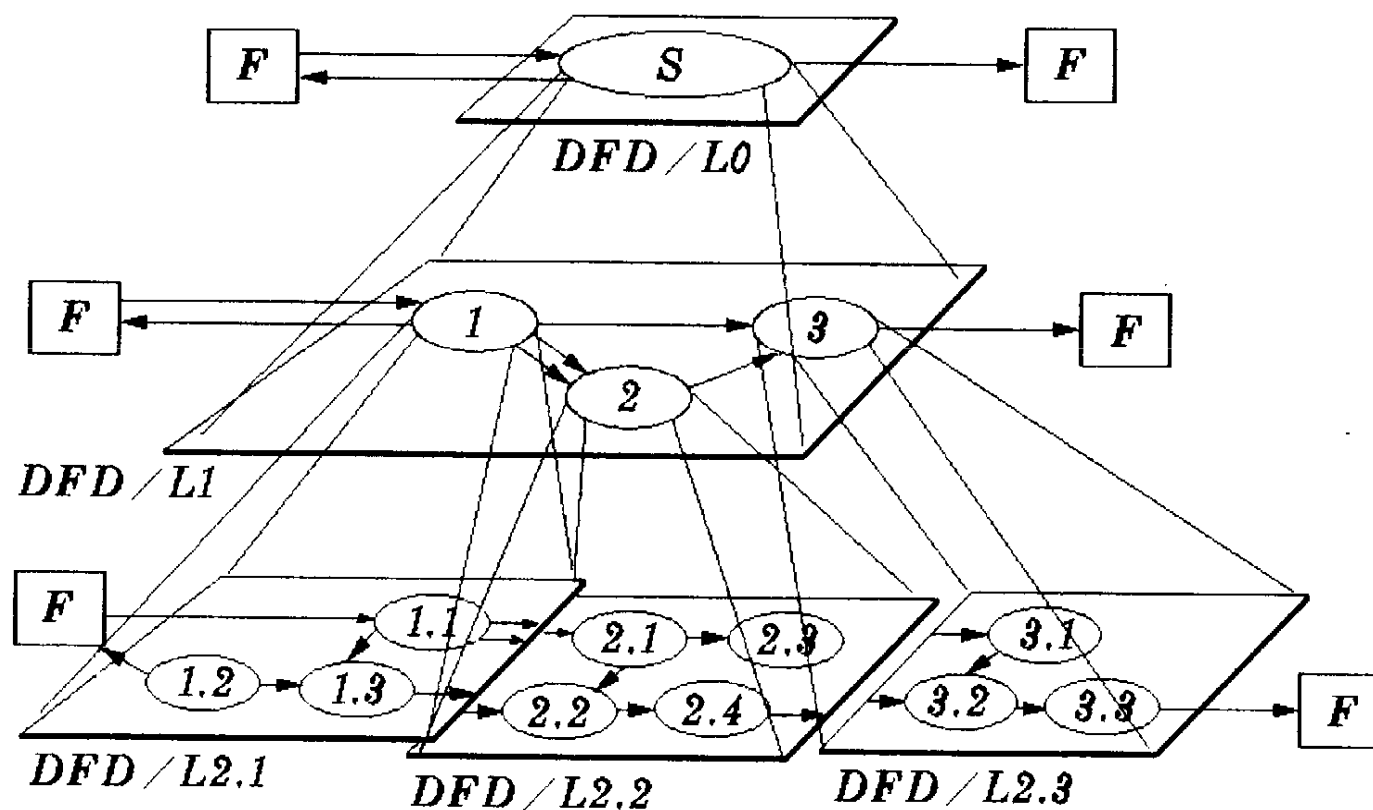 F S F
DFD/L0
F 1 3 F
2
DFD/L1
F 1.1 2.1 2.3 3.1
1.2 1.3 2.2 2.4 3.2 3.3 F
DFD/L2.1 DFD/L2.2 DFD/L2.3